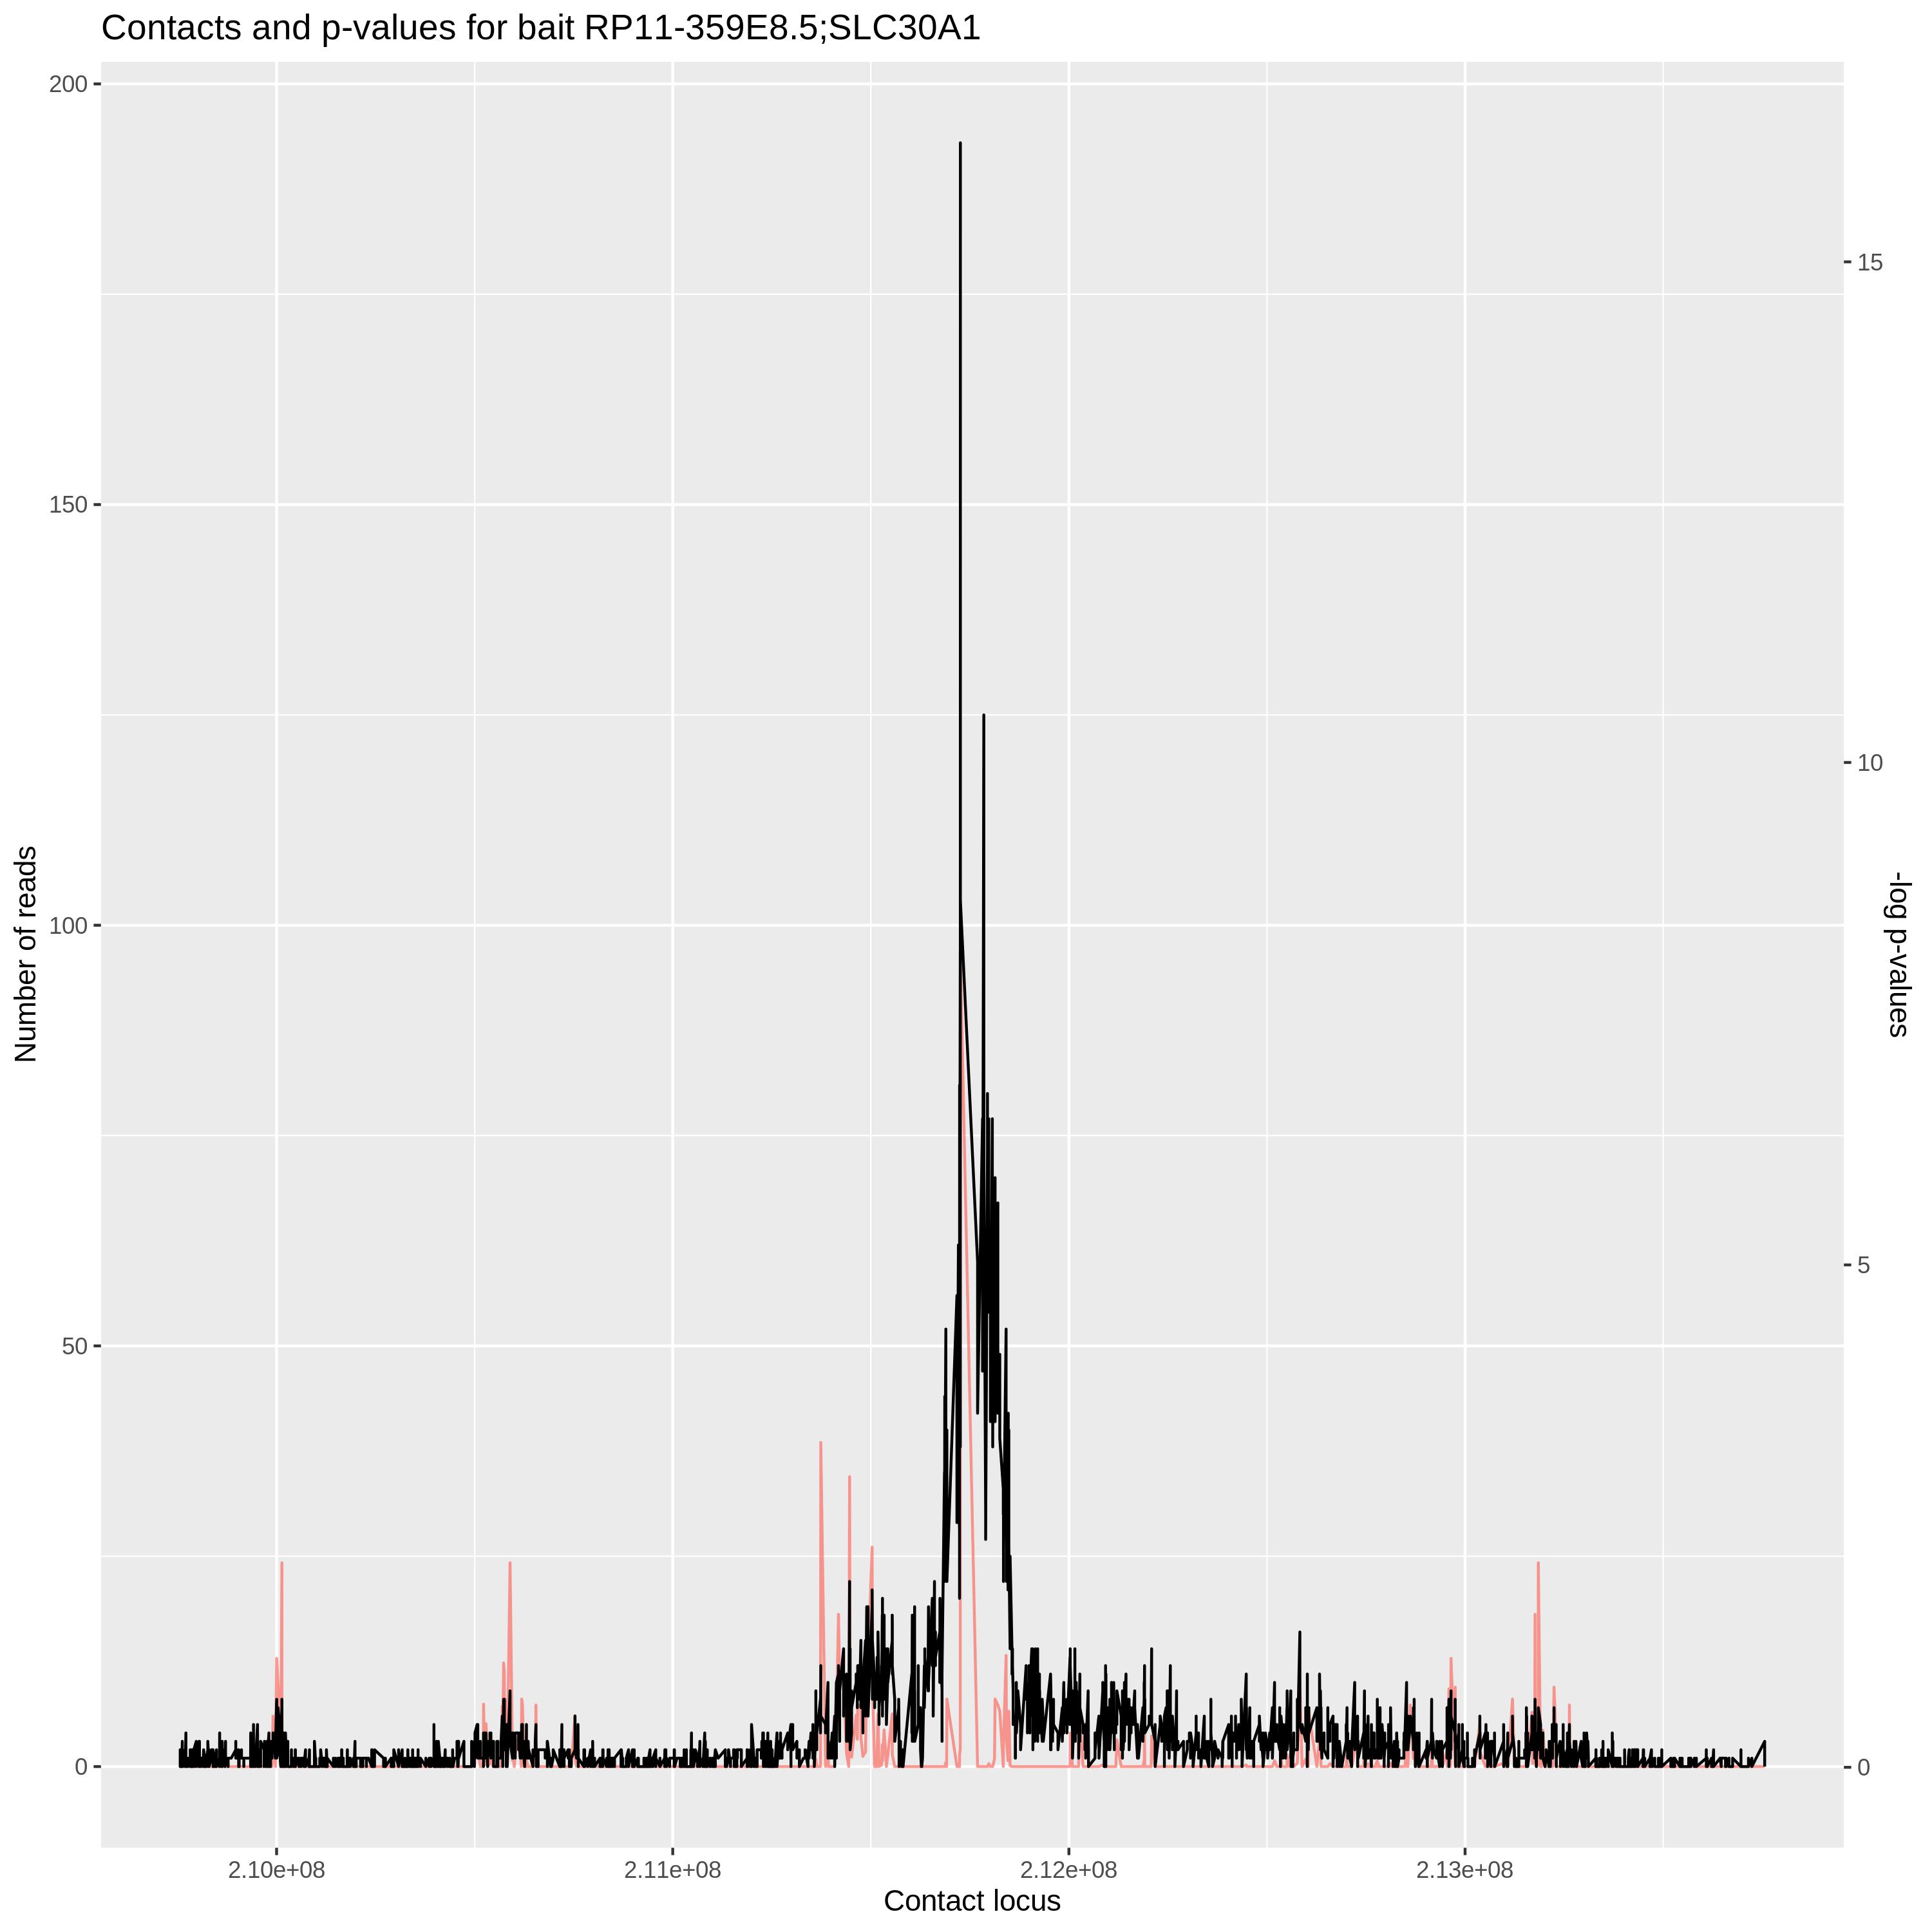 Contacts and p-values for bait RP11-359E8.5;SLC30A1
200
150
100
50
0
Number of reads
15
10
5
0
-log p-values
2.10e+08
2.11e+08
2.12e+08
2.13e+08
Contact locus